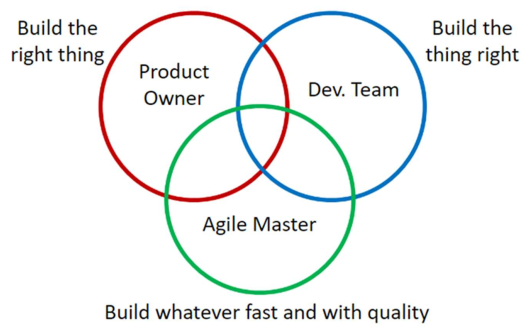 Build the
right thing
Build the
thing right
Product
Owner
Dev. Team
Agile Master
Build whatever fast and with quality